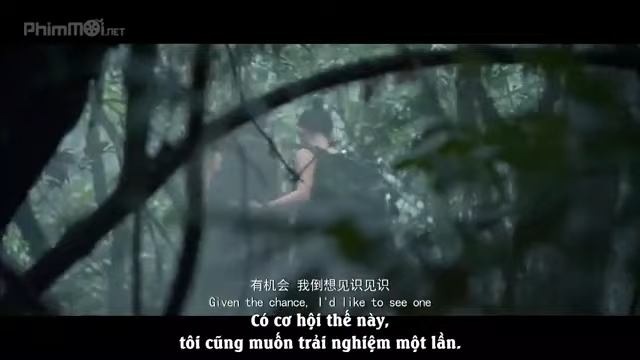 PhimMoi.NET
有机会 我倒想见识见识
Given the chance, I'd like to see one
Có cơ hội thế này,
tôi cũng muốn trải nghiệm một lần.